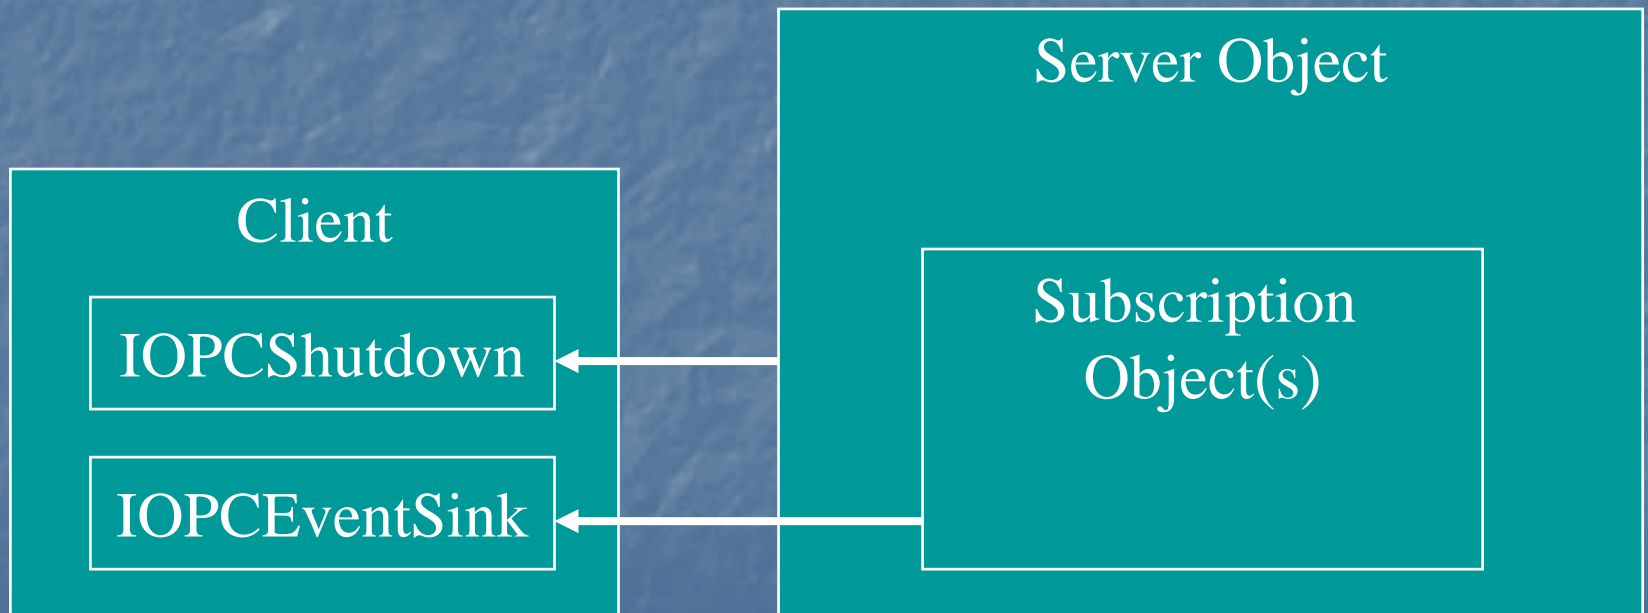 Server Object
Client
Subscription
Object(s)
IOPCShutdown
IOPCEventSink